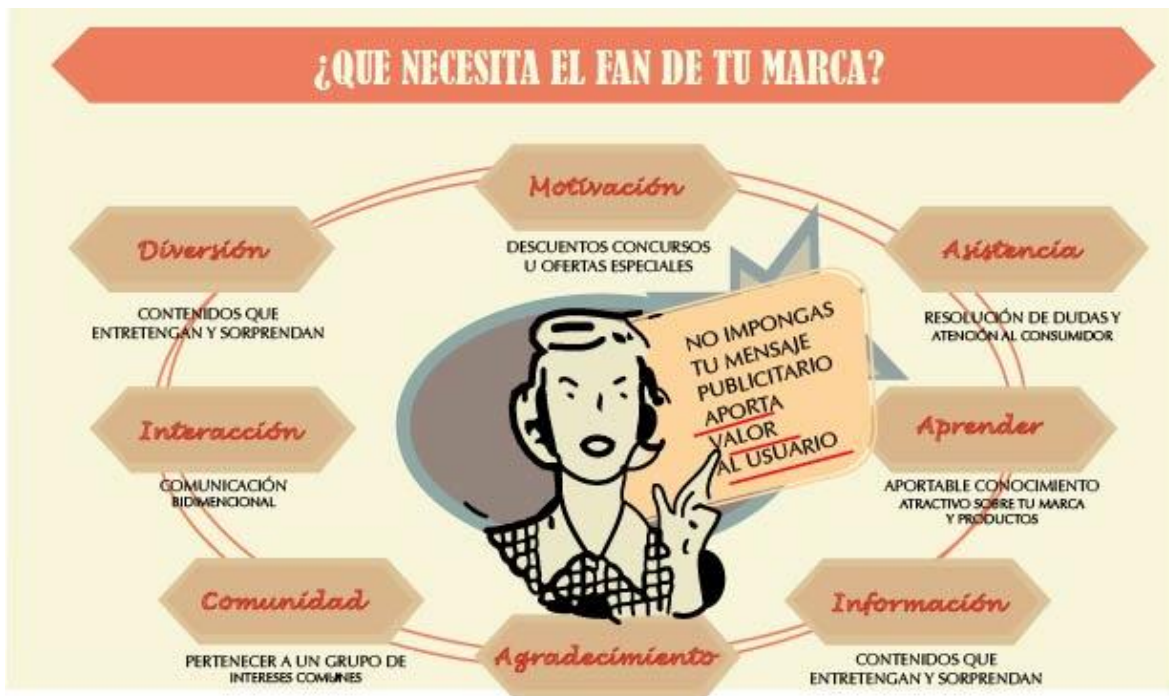 ¿QUE NECESITA EL FAN DE TU MARCA?
Motivación
DESCUENTOS CONCURSOS
U OFERTAS ESPECIALES
Diversión
CONTENIDOS QUE
ENTRETENGAN Y SORPRENDAN
Asistencia
RESOLUCIÓN DE DUDAS Y
ATENCIÓN AL CONSUMIDOR
NO IMPONGAS
TU MENSAJE
PUBLICITARIO
APORTA
VALOR
AL USUARIO
Interacción
COMUNICACIÓN
BIDIMENCIONAL
Aprender
APORTABLE CONOCIMIENTO
ATRACTIVO SOBRE TU MARCA
Y PRODUCTOS
Comunidad
PERTENECER A UN GRUPO DE
INTERESES COMUNES
Agradecimiento
Información
CONTENIDOS QUE
ENTRETENGAN Y SORPRENDAN